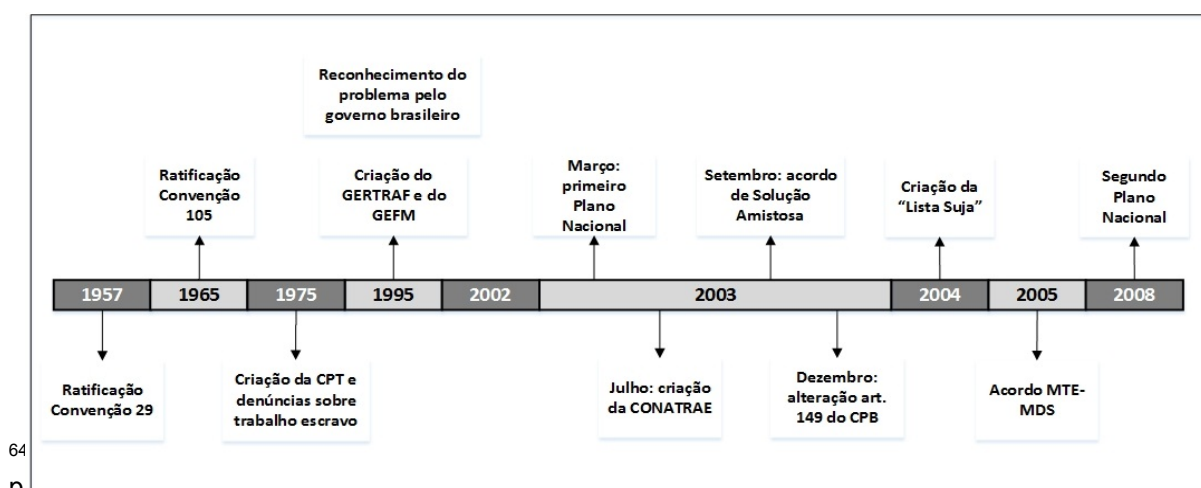 Reconhecimento do
problema pelo
governo brasileiro
Ratificação
Convenção
105
Criação do
GERTRAF e do
GEFM
Março:
primeiro
Plano
Nacional
Setembro: acordo
de Solução
Amistosa
Criação da
“Lista Suja”
Segundo
Plano
Nacional
1957
1965
1975
1995
2002
2003
2004
2005
2008
Ratificação
Convenção 29
Criação da CPT e
denúncias sobre
trabalho escravo
Julho: criação
da CONATRAE
Dezembro:
alteração art.
149 do CPB
Acordo MTE-
MDS
64